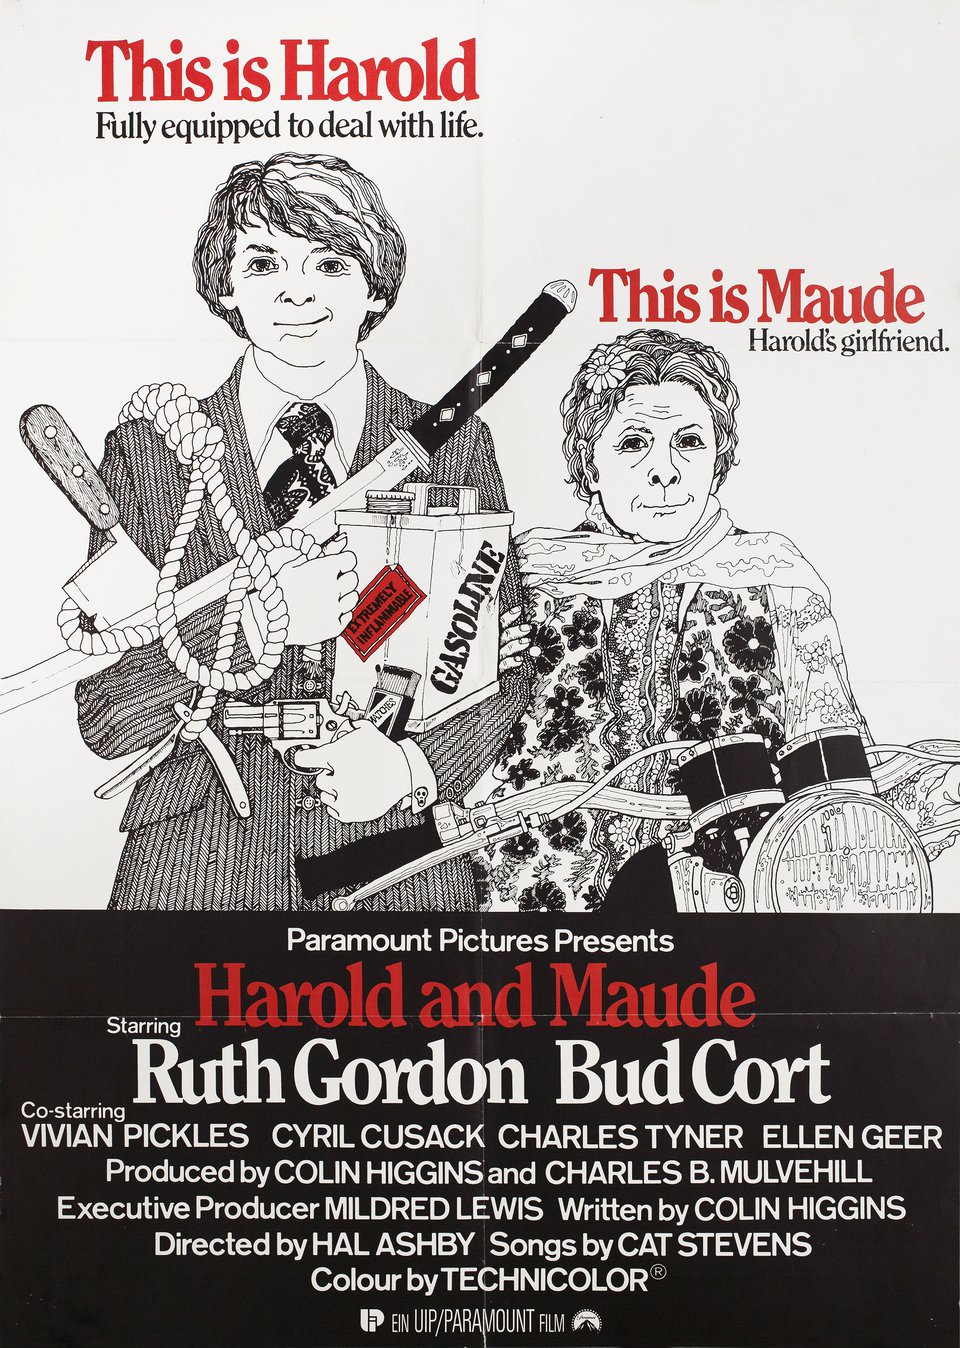 This is Harold
Fully equipped to deal with life.
This is Maude
Harold's girlfriend.
EXTREMELY
INFLAMMABLE
GASOLINE
Paramount Pictures Presents
Harold and Maude
Starring
Ruth Gordon Bud Cort
Co-starring
VIVIAN PICKLES CYRIL CUSACK CHARLES TYNER ELLEN GEER
Produced by COLIN HIGGINS and CHARLES B. MULVEHILL
Executive Producer MILDRED LEWIS Written by COLIN HIGGINS
Directed by HAL ASHBY Songs by CAT STEVENS
Colour by TECHNICOLOR®
EIN UIP/PARAMOUNT FILM